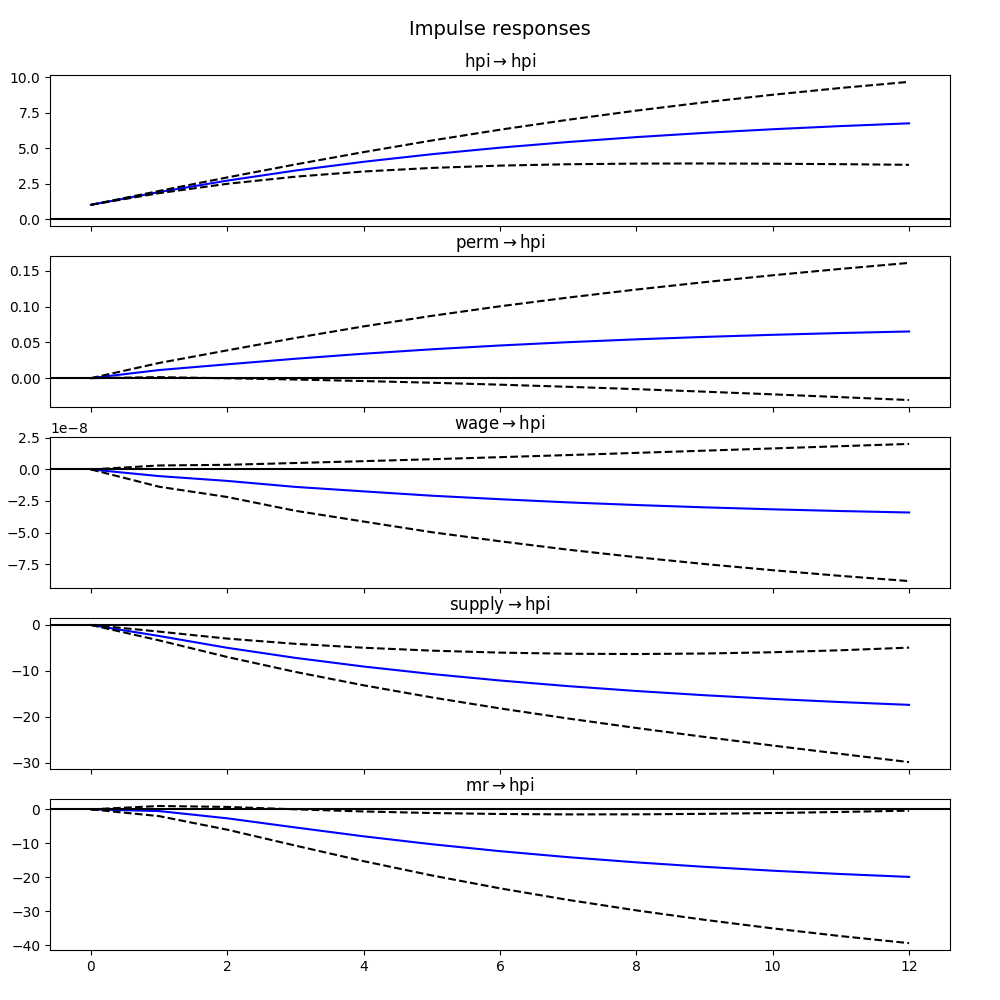 Impulse responses
hpi → hpi
10.0
7.5
5.0
2.5
0.0
perm → hpi
0.15
0.10
0.05
0.00
wage → hpi
1e−8
2.5
0.0
−2.5
−5.0
−7.5
supply → hpi
0
−10
−20
−30
mr → hpi
0
−10
−20
−30
−40
0 2 4 6 8 10 12